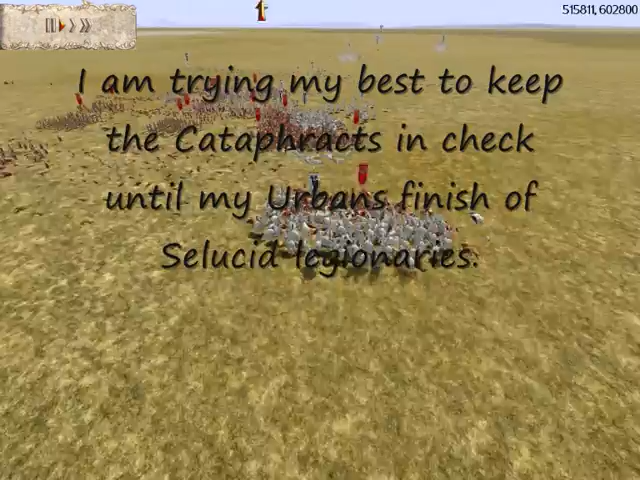 515811, 602800
I am trying my best to keep
the Cataphracts in check
until my Urbans finish of
Selucid legionaries.